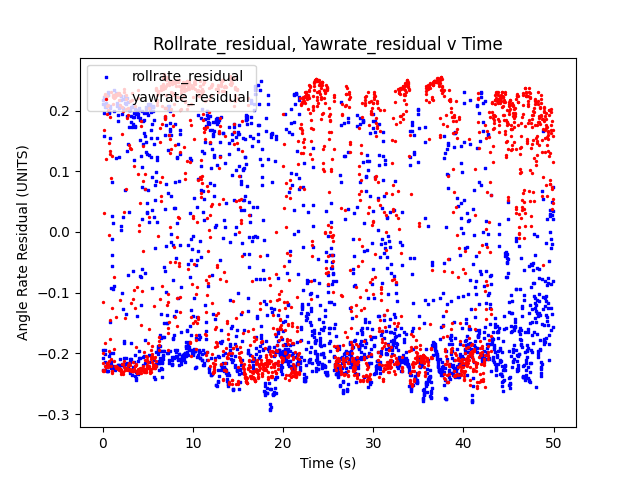 Rollrate_residual, Yawrate_residual v Time
rollrate_residual
yawrate_residual
Angle Rate Residual (UNITS)
0.2
0.1
0.0
−0.1
−0.2
−0.3
0
10
20
30
40
50
Time (s)